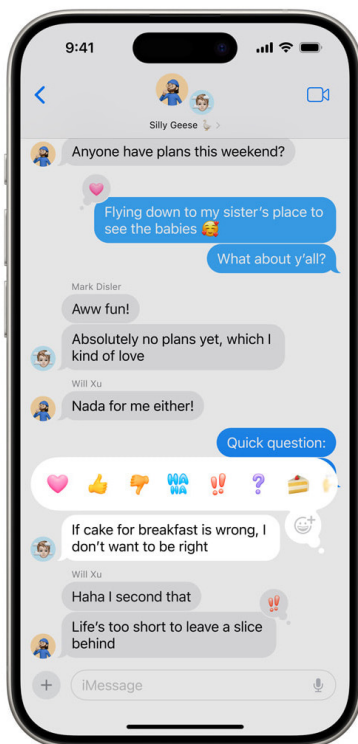 9:41
Silly Geese 🪿 >
Anyone have plans this weekend?
Flying down to my sister's place to
see the babies 🥰
What about y'all?
Mark Disler
Aww fun!
Absolutely no plans yet, which I
kind of love
Will Xu
Nada for me either!
Quick question:
HA
HA
!!
?
If cake for breakfast is wrong, I
don't want to be right
Will Xu
Haha I second that
!!
Life's too short to leave a slice
behind
iMessage